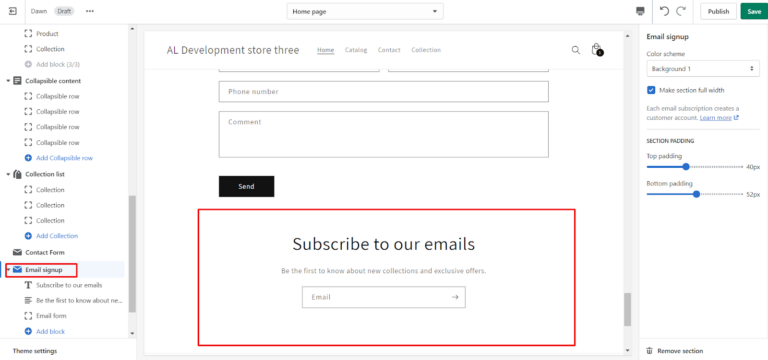 Dawn Draft ••• Home page Publish Save
Product
Collection
Add block (3/3)
Collapsible content
Collapsible row
Collapsible row
Collapsible row
Collapsible row
Add Collapsible row
Collection list
Collection
Collection
Collection
Add Collection
Contact Form
Email signup
Subscribe to our emails
Be the first to know about ne...
Email form
Add block
Theme settings
AL Development store three Home Catalog Contact Collection
Phone number
Comment
Send
Subscribe to our emails
Be the first to know about new collections and exclusive offers.
Email
Email signup
Color scheme
Background 1
Make section full width
Each email subscription creates a
customer account. Learn more
SECTION PADDING
Top padding
40px
Bottom padding
52px
Remove section